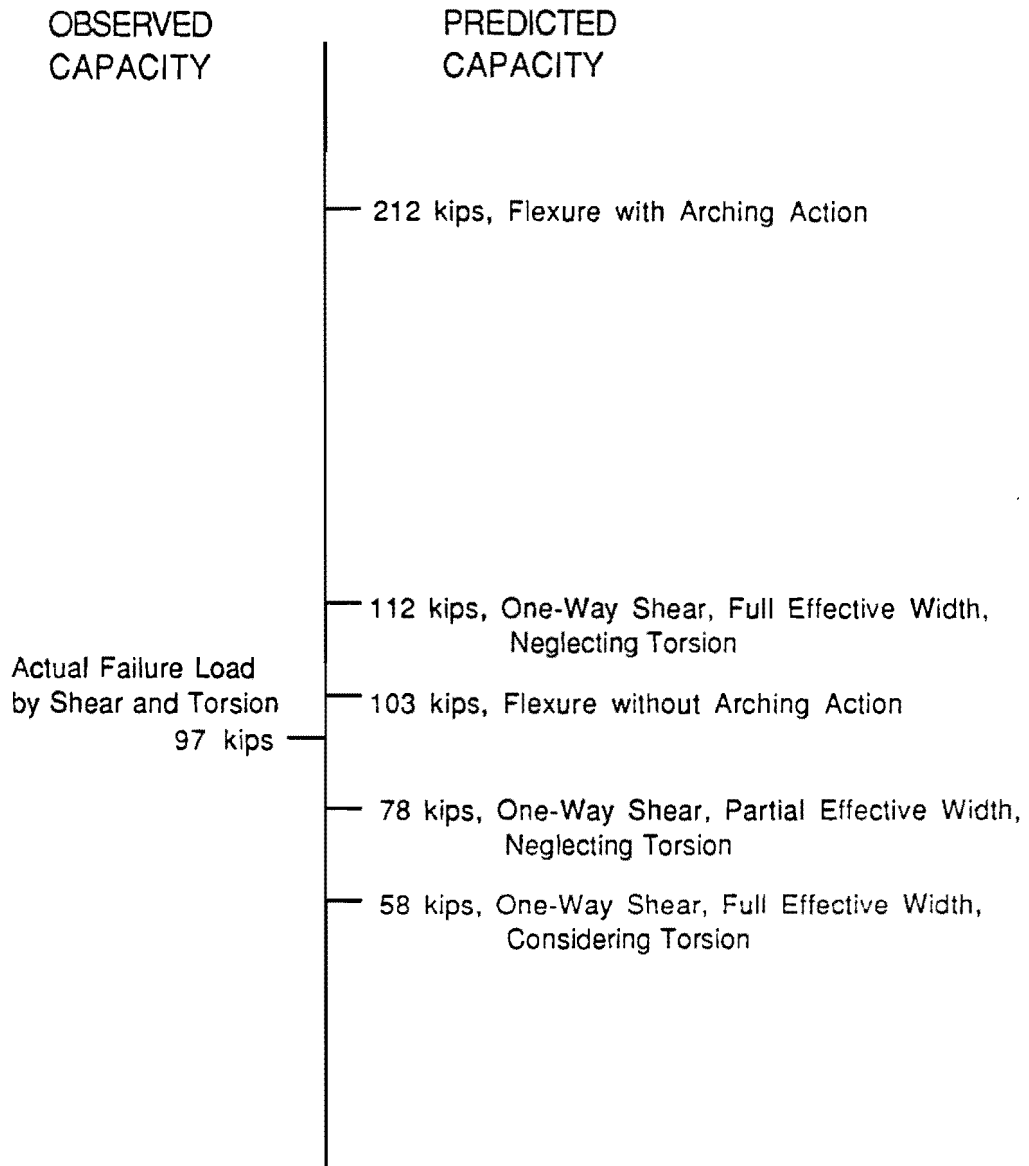 OBSERVED
CAPACITY
PREDICTED
CAPACITY
212 kips, Flexure with Arching Action
112 kips, One-Way Shear, Full Effective Width,
Neglecting Torsion
Actual Failure Load
by Shear and Torsion
97 kips
103 kips, Flexure without Arching Action
78 kips, One-Way Shear, Partial Effective Width,
Neglecting Torsion
58 kips, One-Way Shear, Full Effective Width,
Considering Torsion